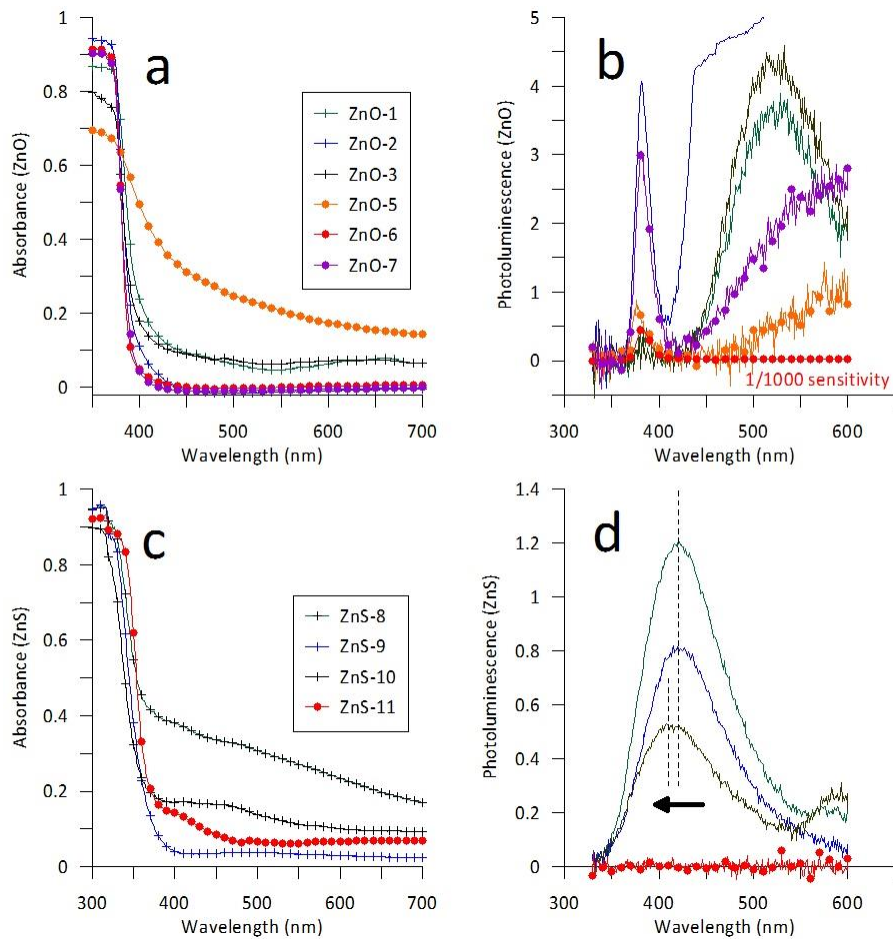 a
Absorbance (ZnO)
1
0.8
0.6
0.4
0.2
0
ZnO-1
ZnO-2
ZnO-3
ZnO-5
ZnO-6
ZnO-7
400
500
600
700
Wavelength (nm)
b
Photoluminescence (ZnO)
5
4
3
2
1
0
1/1000 sensitivity
300
400
500
600
Wavelength (nm)
c
Absorbance (ZnS)
1
0.8
0.6
0.4
0.2
0
ZnS-8
ZnS-9
ZnS-10
ZnS-11
300
400
500
600
700
Wavelength (nm)
d
Photoluminescence (ZnS)
1.4
1.2
1
0.8
0.6
0.4
0.2
0
300
400
500
600
Wavelength (nm)